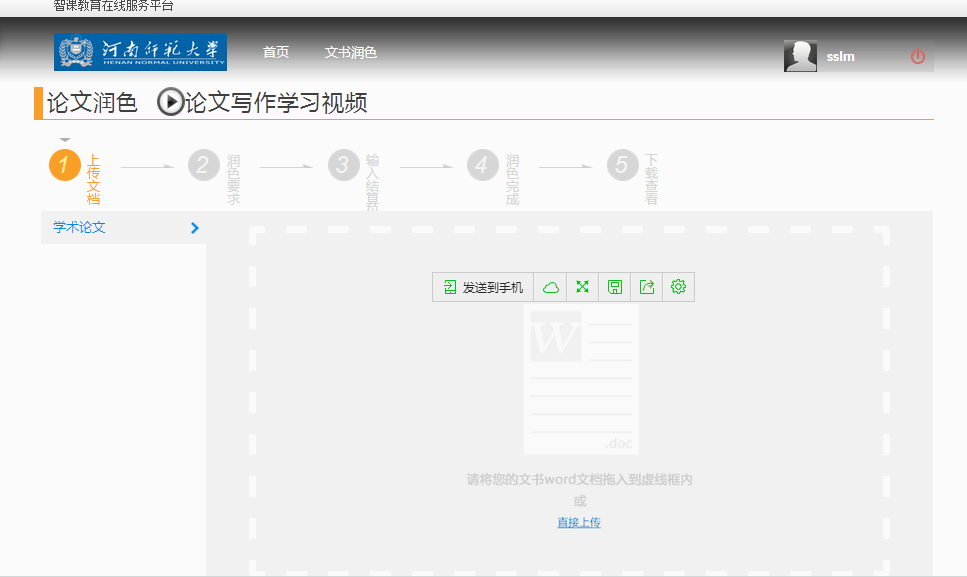 智课教育在线服务平台
河南师范大学
HENAN NORMAL UNIVERSITY
首页
文书润色
sslm
论文润色
论文写作学习视频
1
上传文档
2
润色要求
3
输入结算
4
润色完成
5
下载查看
学术论文
发送到手机
W
.doc
请将您的文书word文档拖入到虚线框内
或
直接上传